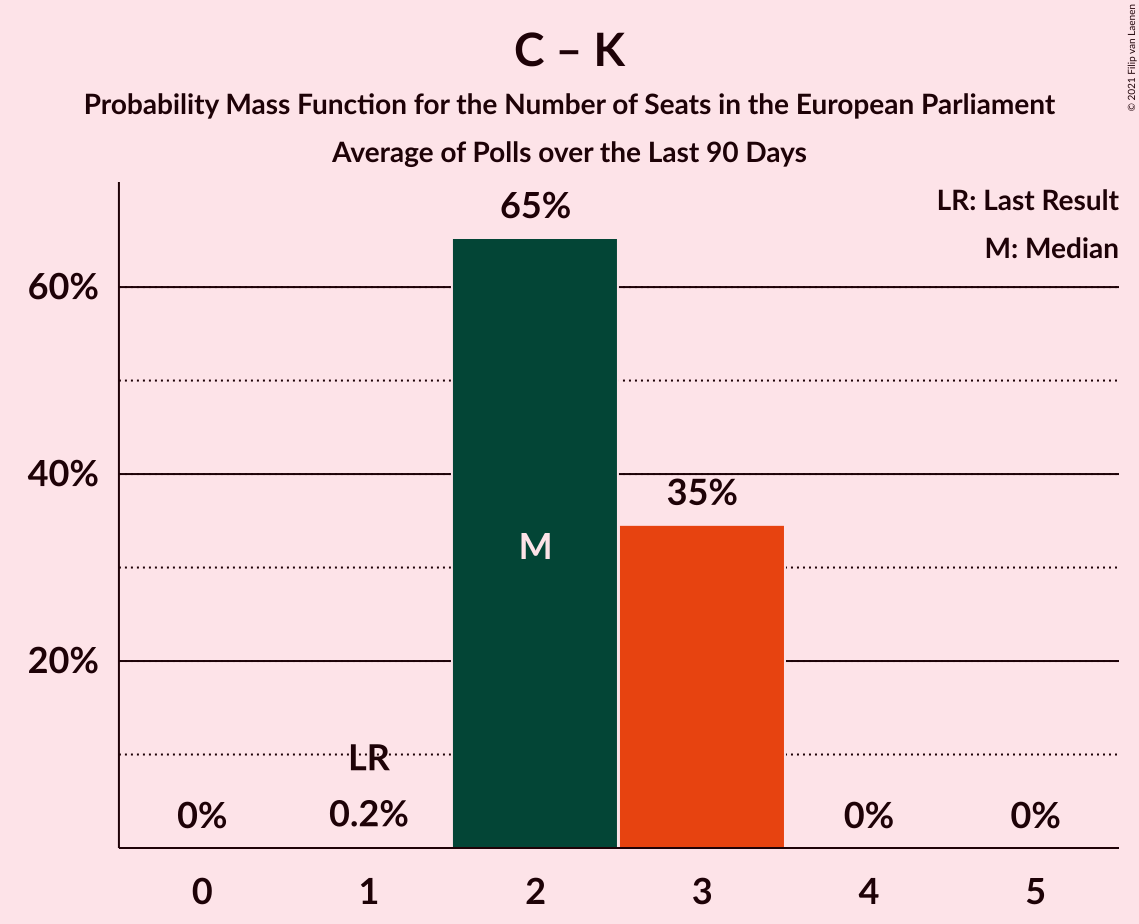 C – K
Probability Mass Function for the Number of Seats in the European Parliament
Average of Polls over the Last 90 Days
© 2021 Filip van Laenen
LR: Last Result
M: Median
65%
60%
40%
35%
M
20%
LR
0%
0.2%
0%
0%
0
1
2
3
4
5